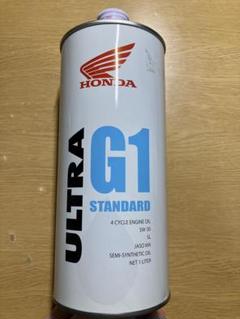 HONDA
ULTRA
G1
STANDARD
4 CYCLE ENGINE OIL
5W-30
SL
JASO MA
SEMI-SYNTHETIC OIL
NET 1 LITER